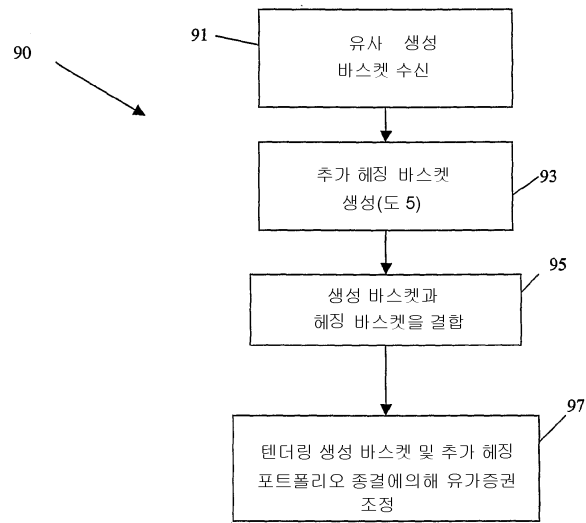 90
91
유사 생성
바스켓 수신
추가 헤징 바스켓
생성(도 5)
93
생성 바스켓과
헤징 바스켓을 결합
95
텐더링 생성 바스켓 및 추가 헤징
포트폴리오 종결에의해 유가증권
조정
97